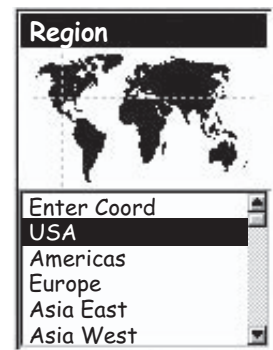 Region
Enter Coord
USA
Americas
Europe
Asia East
Asia West